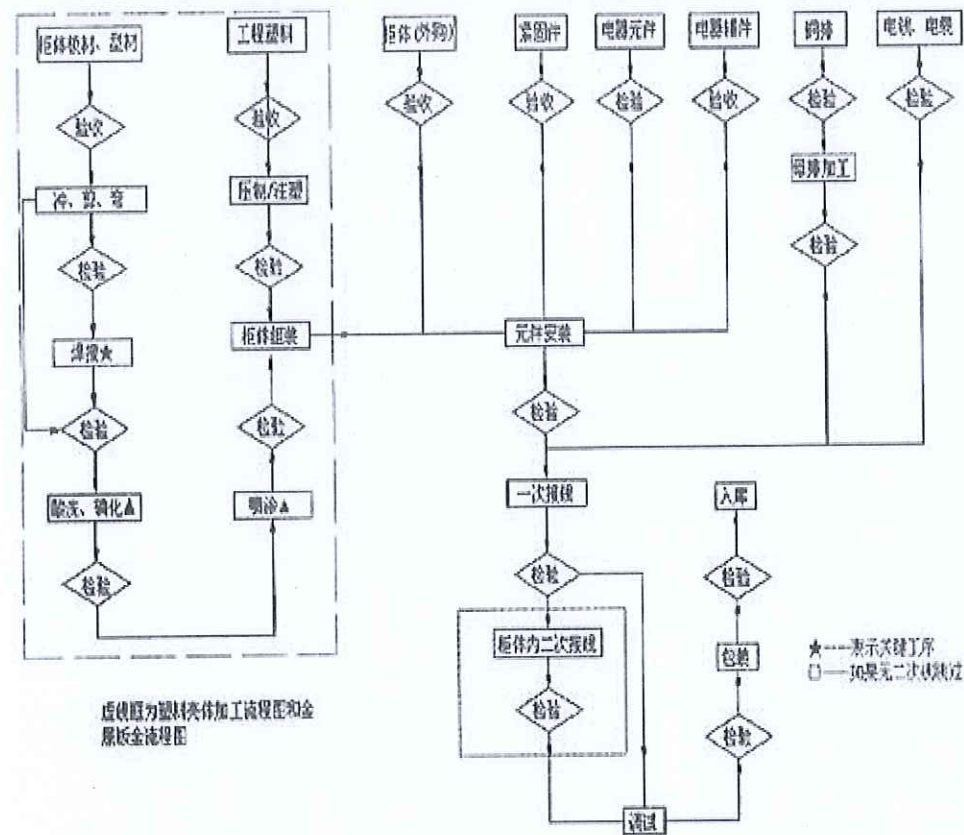 柜体板材、型材
工程塑料
柜体(外购)
紧固件
电器元件
电器辅件
铜排
电线、电缆
验收
验收
验收
验收
检验
验收
检验
检验
冲、剪、弯
压制/注塑
母排加工
检验
检验
检验
焊接★
柜体组装
元件安装
检验
检验
检验
酸洗、磷化▲
喷涂▲
一次接线
入库
检验
检验
检验
柜体内二次接线
包装
检验
检验
调试
★----表示关键工序
虚线框为塑料壳体加工流程图和金
属钣金流程图